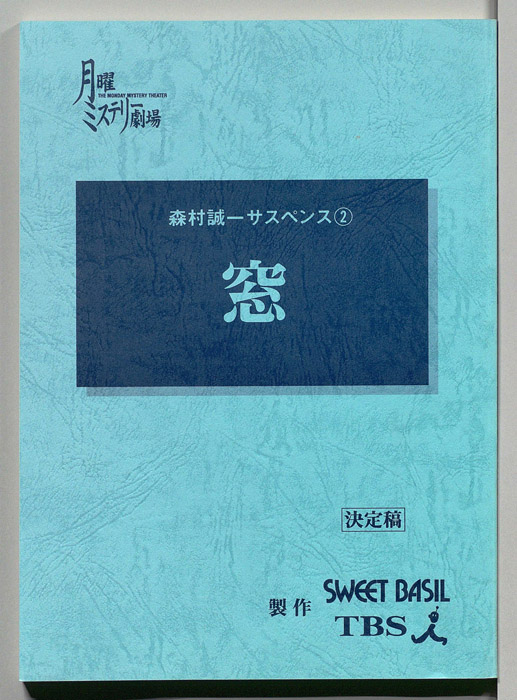 月曜
THE MONDAY MYSTERY THEATER
ミステリー劇場
森村誠一サスペンス②
窓
決定稿
製作
SWEET BASIL
TBS